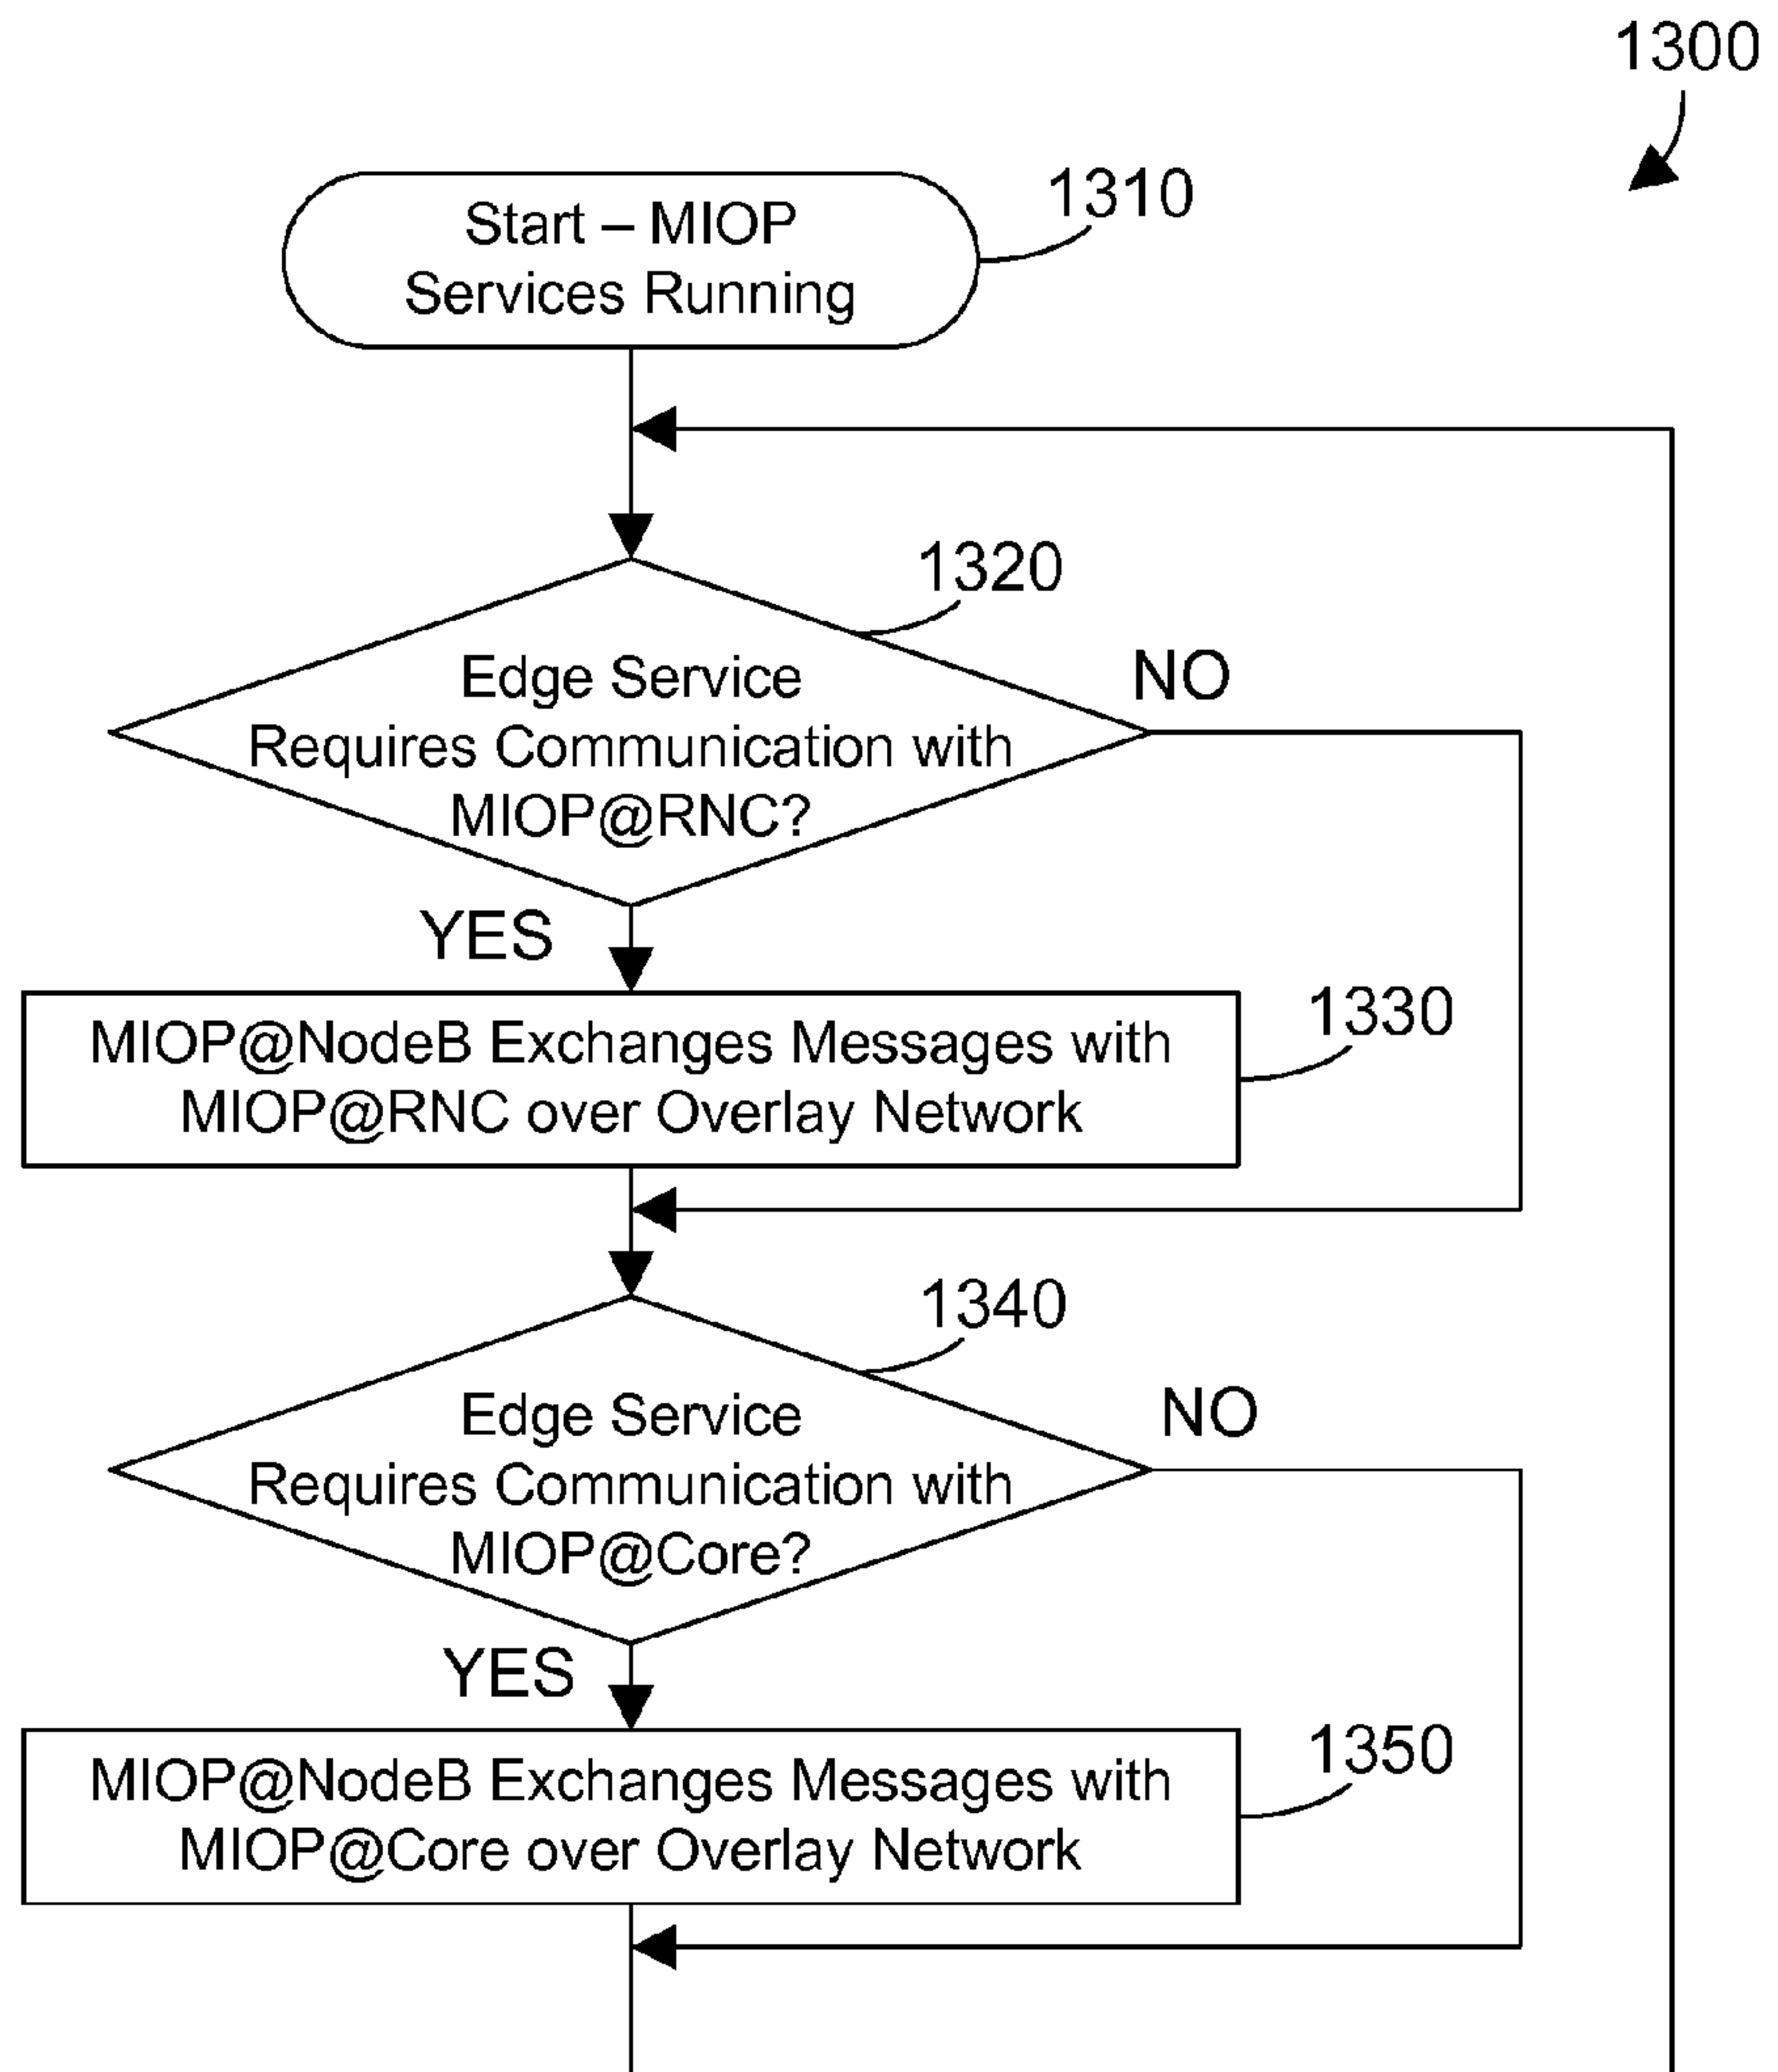 1300
1310
Start – MIOP
Services Running
1320
Edge Service
Requires Communication with
MIOP@RNC?
NO
YES
1330
MIOP@NodeB Exchanges Messages with
MIOP@RNC over Overlay Network
1340
Edge Service
Requires Communication with
MIOP@Core?
NO
YES
1350
MIOP@NodeB Exchanges Messages with
MIOP@Core over Overlay Network